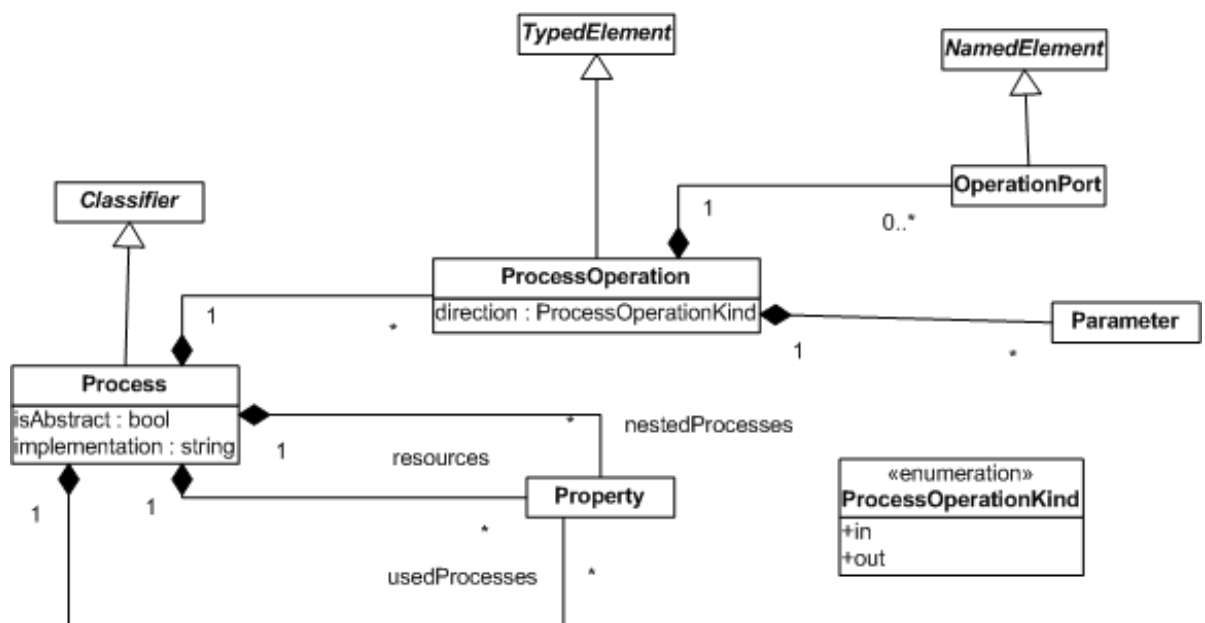 TypedElement
NamedElement
Classifier
OperationPort
1
0..*
ProcessOperation
direction : ProcessOperationKind
1
*
1
*
Parameter
Process
isAbstract : bool
implementation : string
*
nestedProcesses
1
resources
1
1
*
Property
usedProcesses
*
«enumeration»
ProcessOperationKind
+in
+out